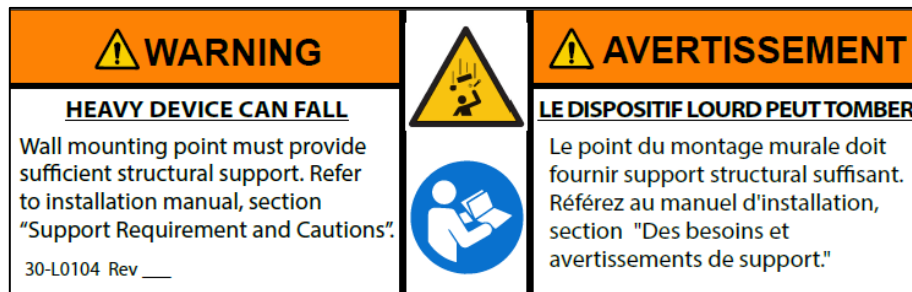 WARNING
HEAVY DEVICE CAN FALL
Wall mounting point must provide
sufficient structural support. Refer
to installation manual, section
“Support Requirement and Cautions”.
30-L0104 Rev ___
AVERTISSEMENT
LE DISPOSITIF LOURD PEUT TOMBER
Le point du montage murale doit
fournir support structural suffisant.
Référez au manuel d'installation,
section "Des besoins et
avertissements de support."